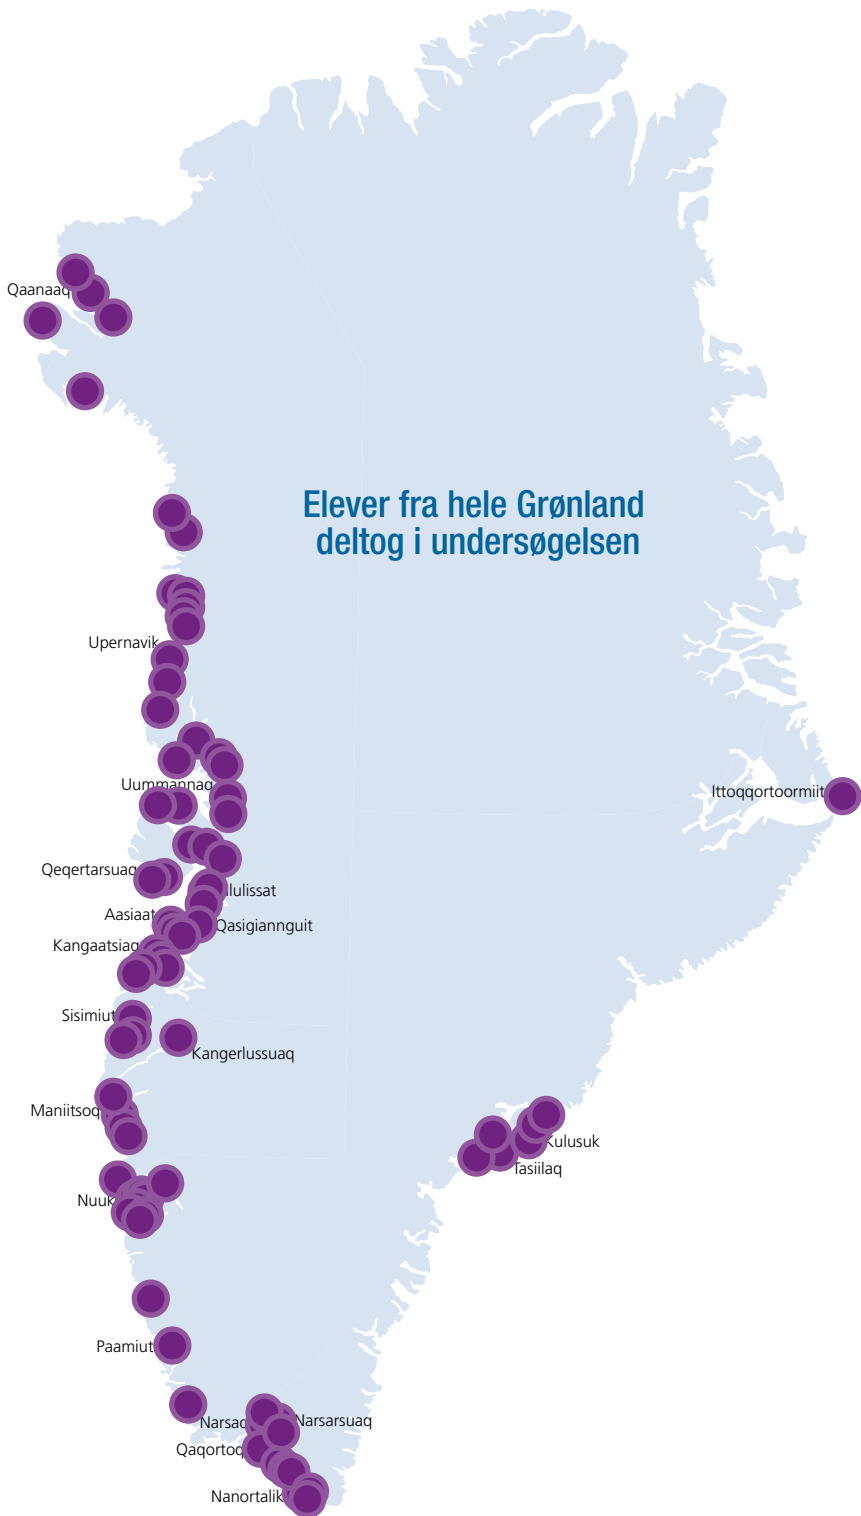 Qaanaaq
Elever fra hele Grønland
deltog i undersøgelsen
Upernavik
Uummannaq
Ittoqqortoormiit
Qeqertarsuaq
Ilulissat
Aasiaat
Qasigiannguit
Kangaatsiaq
Sisimiut
Kangerlussuaq
Maniitsoq
Kulusuk
Tasiilaq
Nuuk
Paamiut
Narsaq
Narsarsuaq
Qaqortoq
Nanortalik